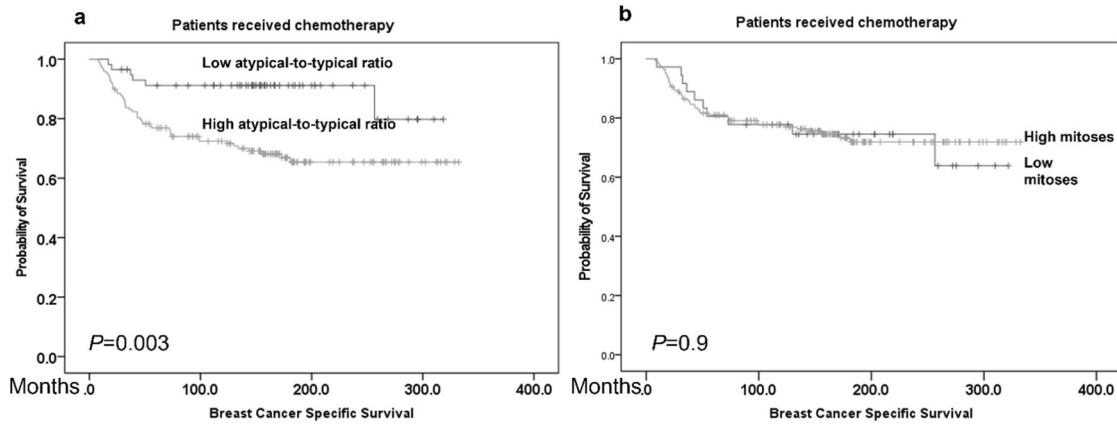 a
Patients received chemotherapy
1.0
0.8
0.6
0.4
0.2
0.0
Probability of Survival
Low atypical-to-typical ratio
High atypical-to-typical ratio
P=0.003
Months
.0
100.0
200.0
300.0
400.0
Breast Cancer Specific Survival
b
Patients received chemotherapy
1.0
0.8
0.6
0.4
0.2
0.0
Probability of Survival
High mitoses
Low
mitoses
P=0.9
Months
.0
100.0
200.0
300.0
400.0
Breast Cancer Specific Survival